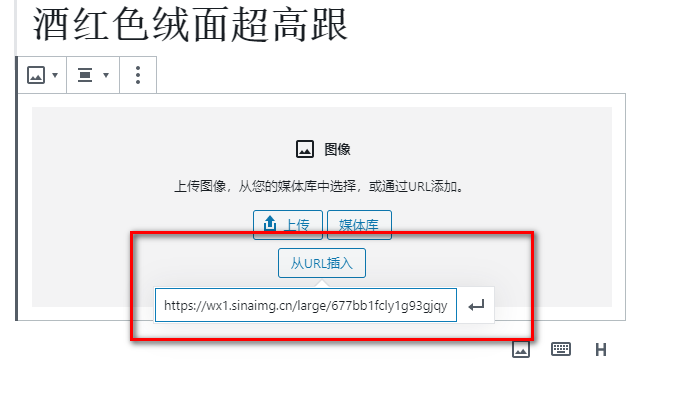 酒红色绒面超高跟
图像
上传图像，从您的媒体库中选择，或通过URL添加。
上传 媒体库
从URL插入
https://wx1.sinaimg.cn/large/677bb1fcly1g93gjqy
H